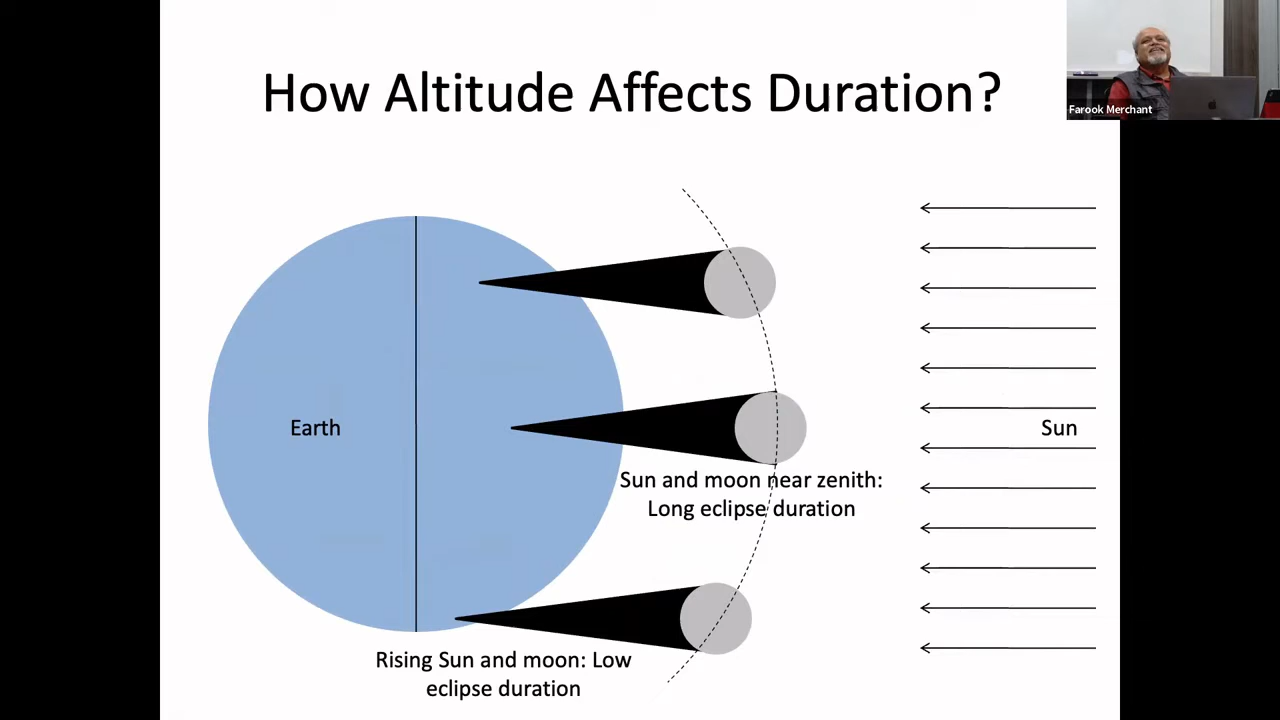 How Altitude Affects Duration?
Farook Merchant
Earth
Sun
Sun and moon near zenith:
Long eclipse duration
Rising Sun and moon: Low
eclipse duration